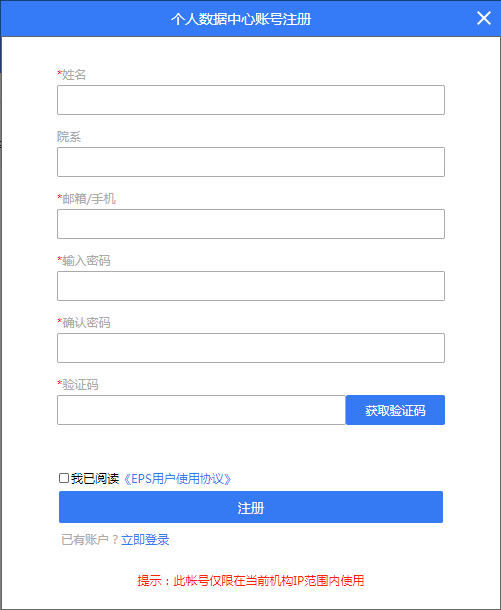 个人数据中心账号注册
*姓名
院系
*邮箱/手机
*输入密码
*确认密码
*验证码
获取验证码
我已阅读《EPS用户使用协议》
注册
已有账户？立即登录
提示：此帐号仅限在当前机构IP范围内使用